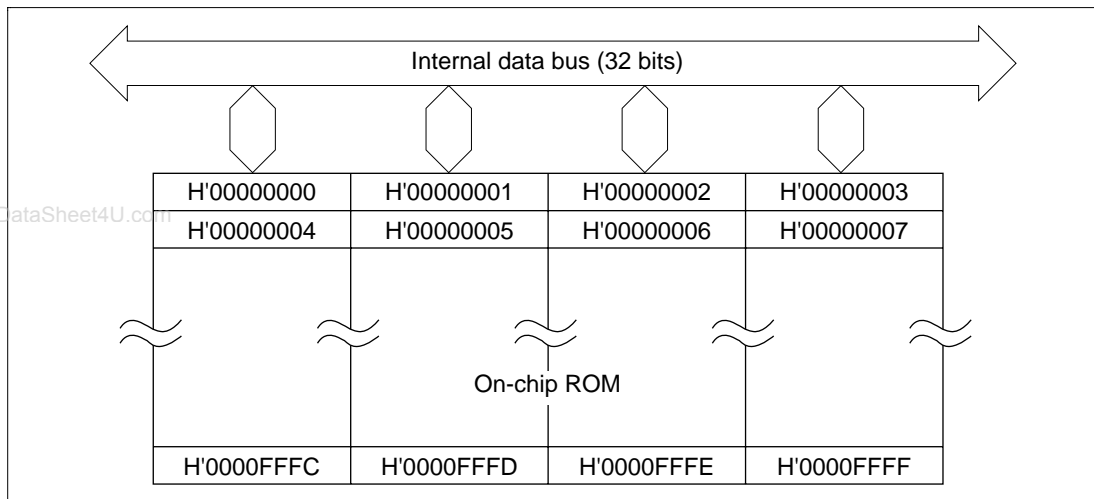 Internal data bus (32 bits)
H'00000000 H'00000001 H'00000002 H'00000003
DataSheet4U.com
H'00000004 H'00000005 H'00000006 H'00000007
On-chip ROM
H'0000FFFC H'0000FFFD H'0000FFFE H'0000FFFF